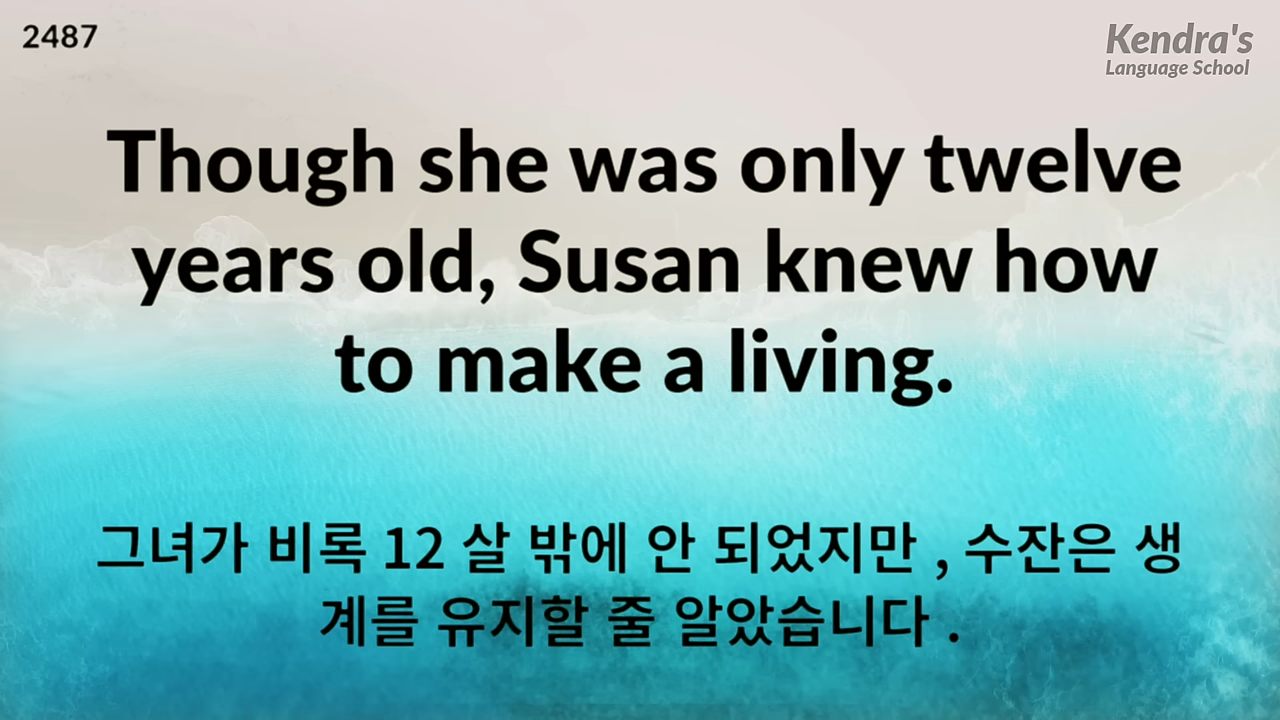 2487
Kendra's
Language School
Though she was only twelve
years old, Susan knew how
to make a living.
그녀가 비록 12 살 밖에 안 되었지만 , 수잔은 생
계를 유지할 줄 알았습니다 .